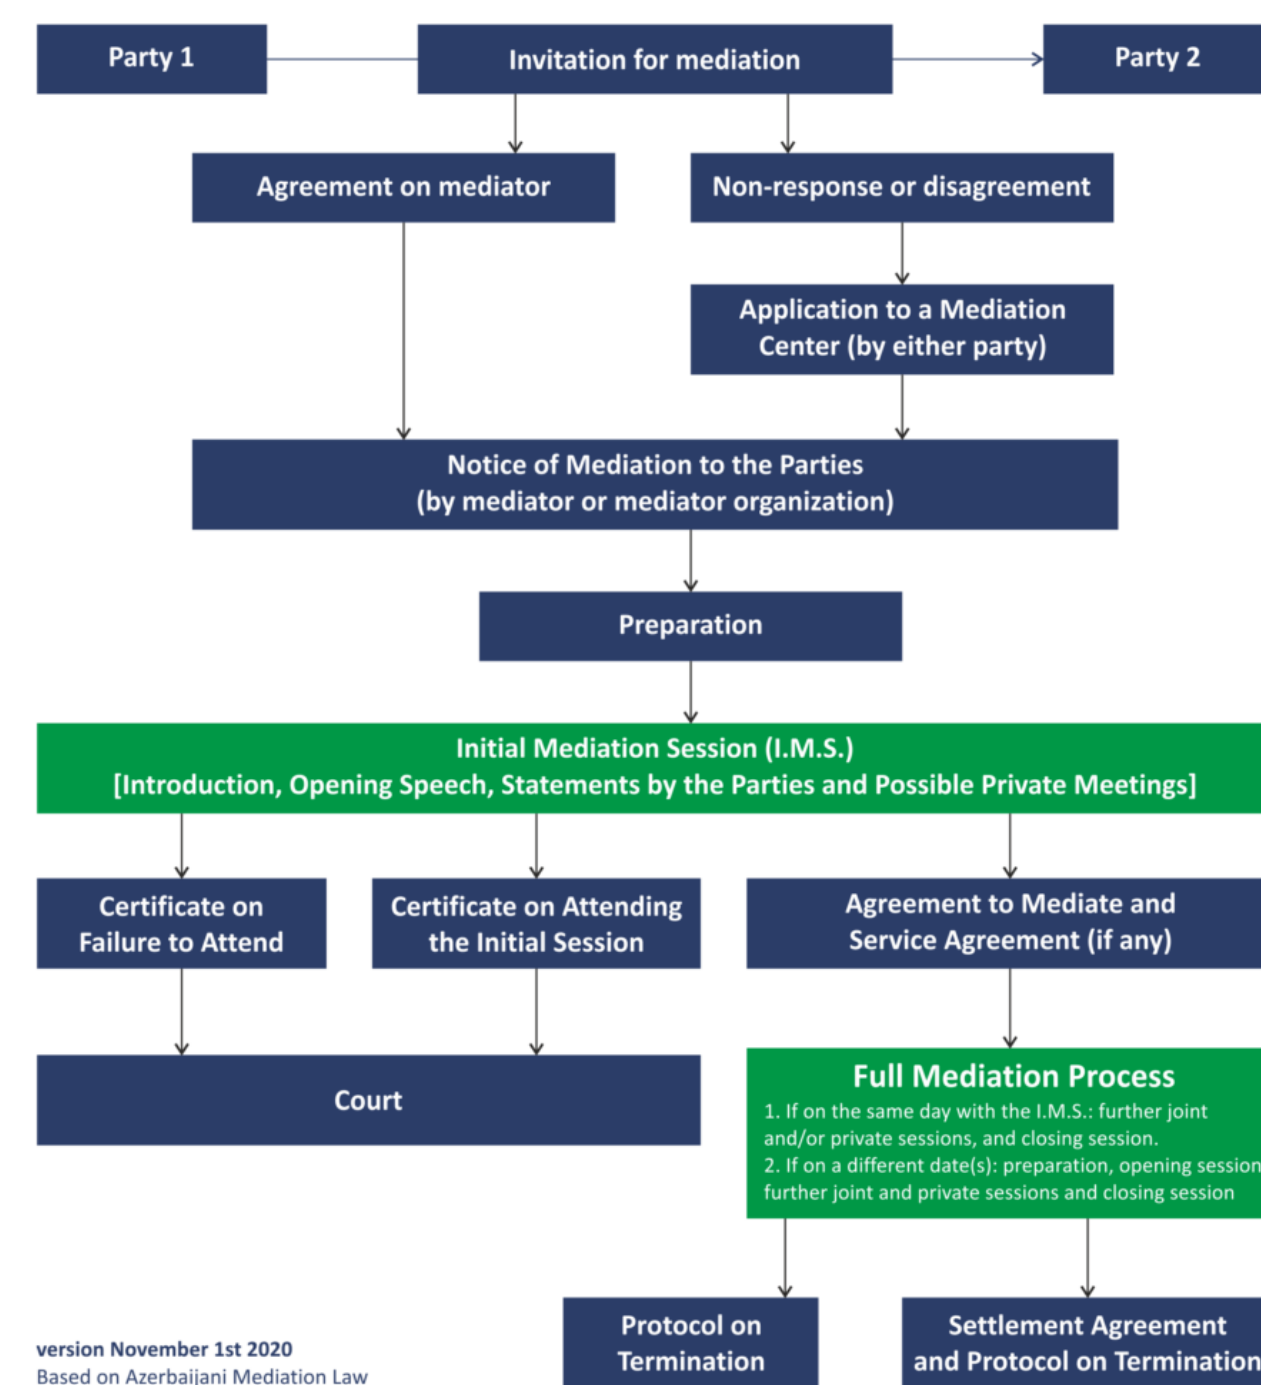 Party 1
Invitation for mediation
Party 2
Agreement on mediator
Non-response or disagreement
Application to a Mediation
Center (by either party)
Notice of Mediation to the Parties
(by mediator or mediator organization)
Preparation
Initial Mediation Session (I.M.S.)
[Introduction, Opening Speech, Statements by the Parties and Possible Private Meetings]
Certificate on
Failure to Attend
Certificate on Attending
the Initial Session
Agreement to Mediate and
Service Agreement (if any)
Court
Full Mediation Process
1. If on the same day with the I.M.S.: further joint
and/or private sessions, and closing session.
2. If on a different date(s): preparation, opening session
further joint and private sessions and closing session
Protocol on
Termination
Settlement Agreement
and Protocol on Termination
version November 1st 2020
Based on Azerbaijani Mediation Law